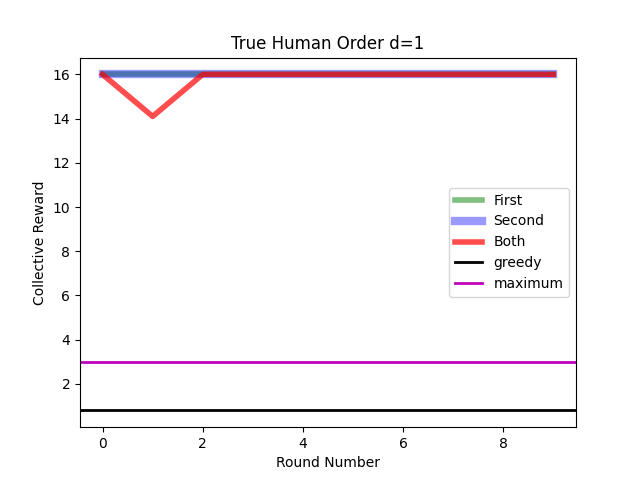 True Human Order d=1
Collective Reward
16
14
12
10
8
6
4
2
First
Second
Both
greedy
maximum
0 2 4 6 8
Round Number